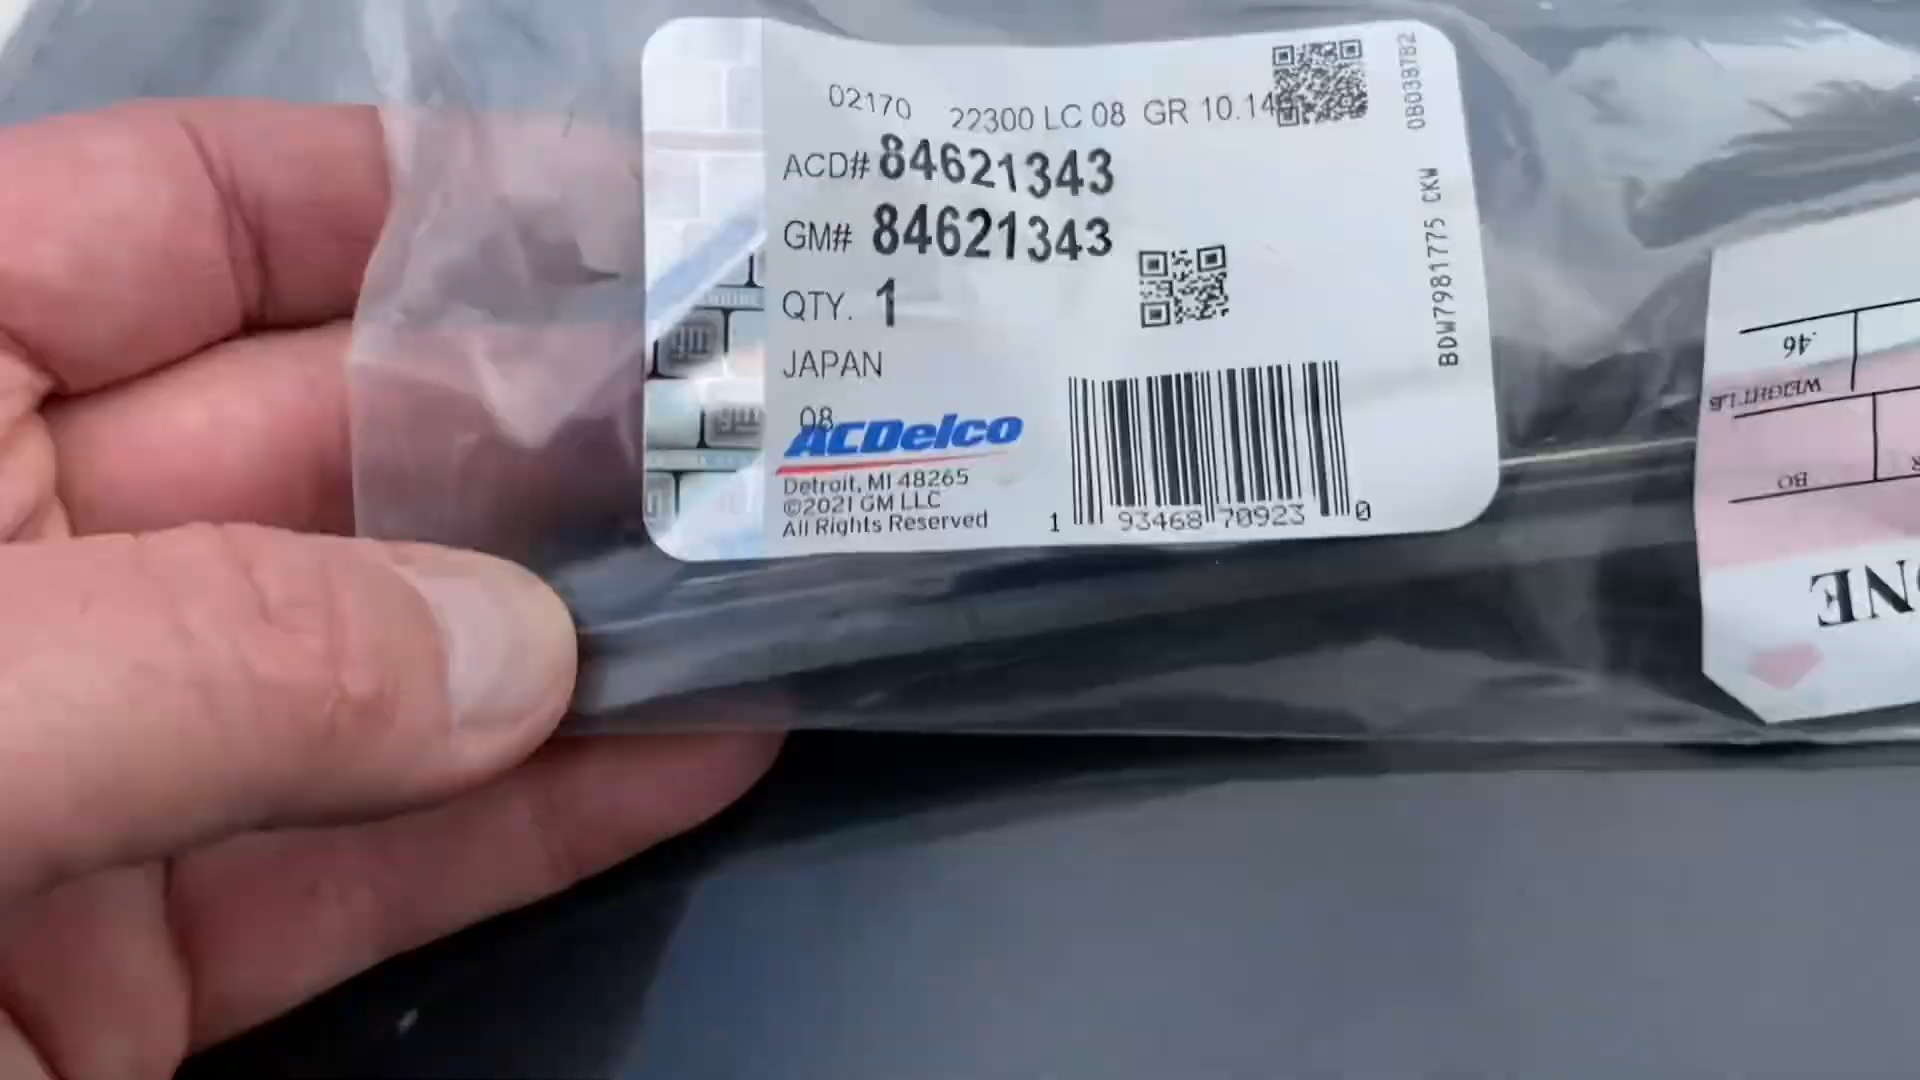 02170 22300 LC 08 GR 10.14
ACD# 84621343
GM# 84621343
QTY. 1
JAPAN
08
ACDelco
Detroit, MI 48265
©2021 GM LLC
All Rights Reserved
1 93468 70923 0
0B038782
BDW7981775 CKW
.46
WEIGHT LB
BO
ONE